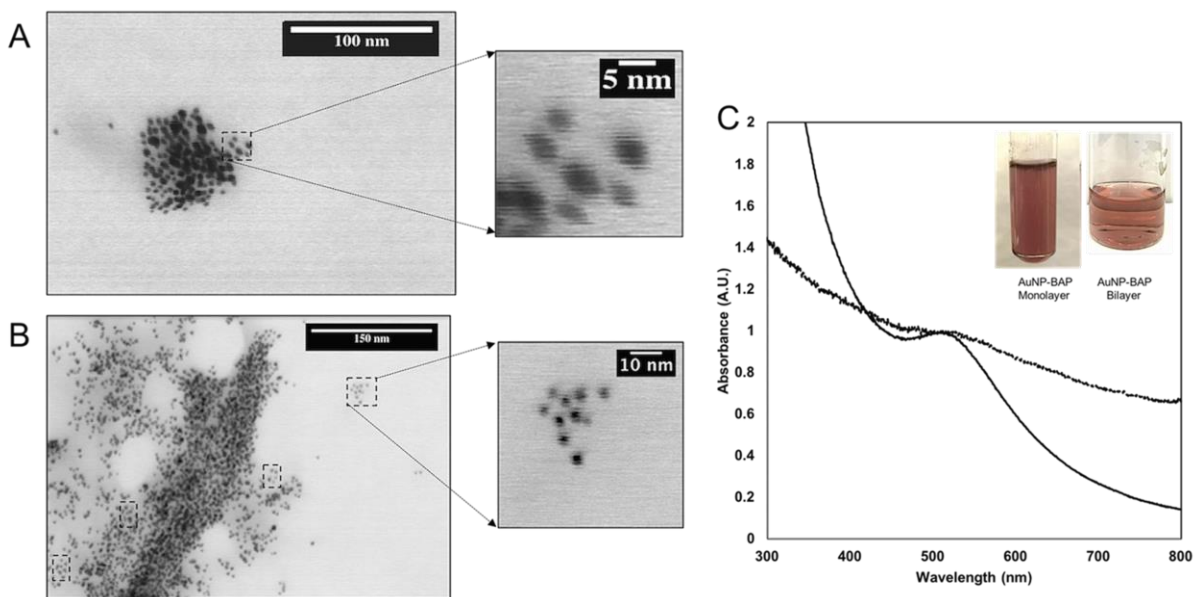 A
100 nm
5 nm
B
150 nm
10 nm
C
2
1.8
1.6
1.4
1.2
1
0.8
0.6
0.4
0.2
0
300 400 500 600 700 800
Absorbance (A.U.)
Wavelength (nm)
AuNP-BAP
Monolayer
AuNP-BAP
Bilayer